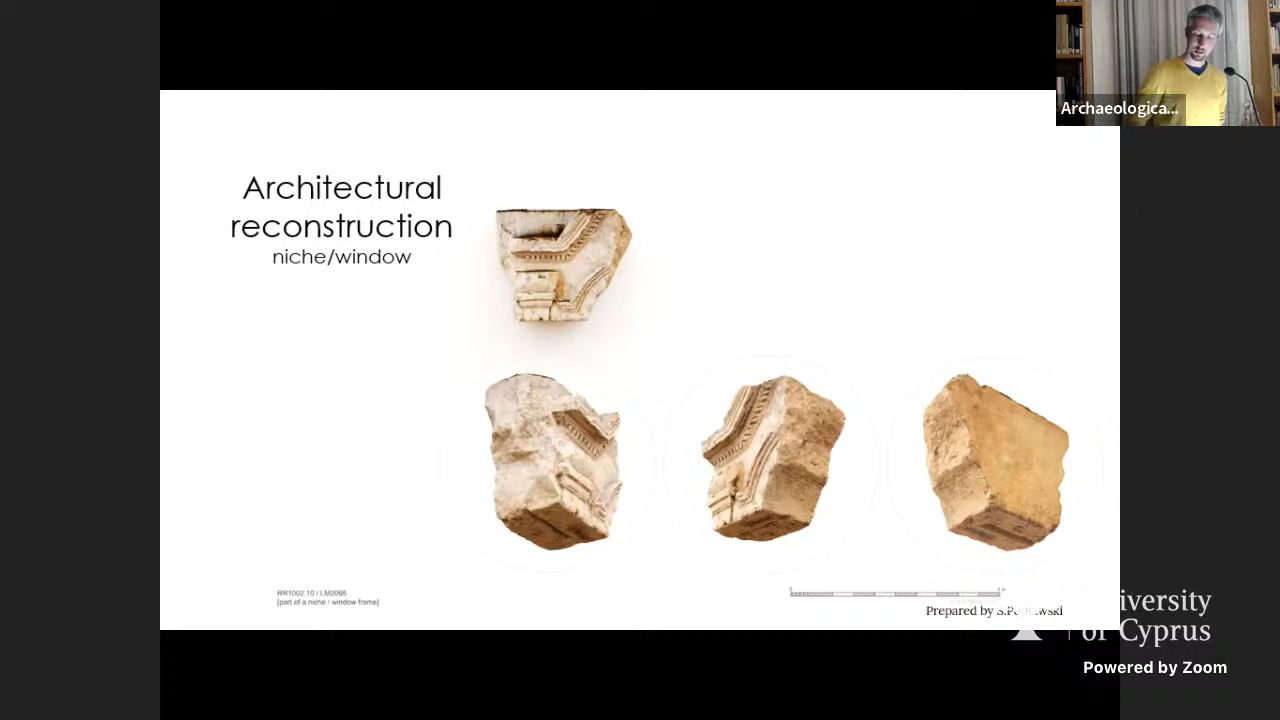 Archaeologica...
Architectural
reconstruction
niche/window
RR1002.10 / LM2095
[part of a niche / window frame]
Prepared by S.Popławski
University
of Cyprus
Powered by Zoom